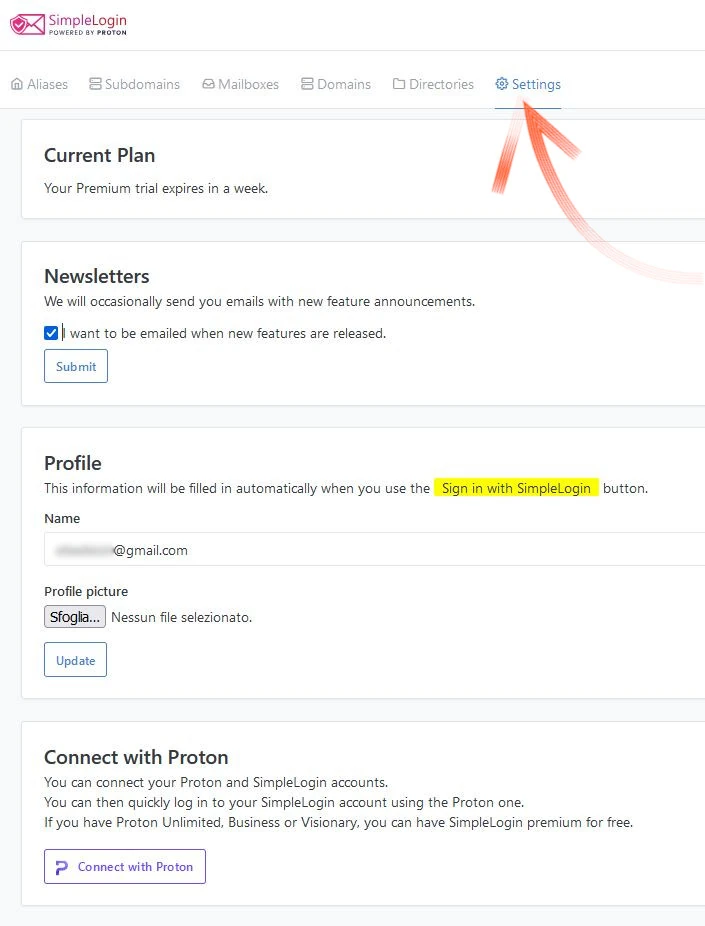 SimpleLogin
POWERED BY PROTON
Aliases Subdomains Mailboxes Domains Directories Settings
Current Plan
Your Premium trial expires in a week.
Newsletters
We will occasionally send you emails with new feature announcements.
I want to be emailed when new features are released.
Submit
Profile
This information will be filled in automatically when you use the Sign in with SimpleLogin button.
Name
@gmail.com
Profile picture
Sfoglia... Nessun file selezionato.
Update
Connect with Proton
You can connect your Proton and SimpleLogin accounts.
You can then quickly log in to your SimpleLogin account using the Proton one.
If you have Proton Unlimited, Business or Visionary, you can have SimpleLogin premium for free.
Connect with Proton